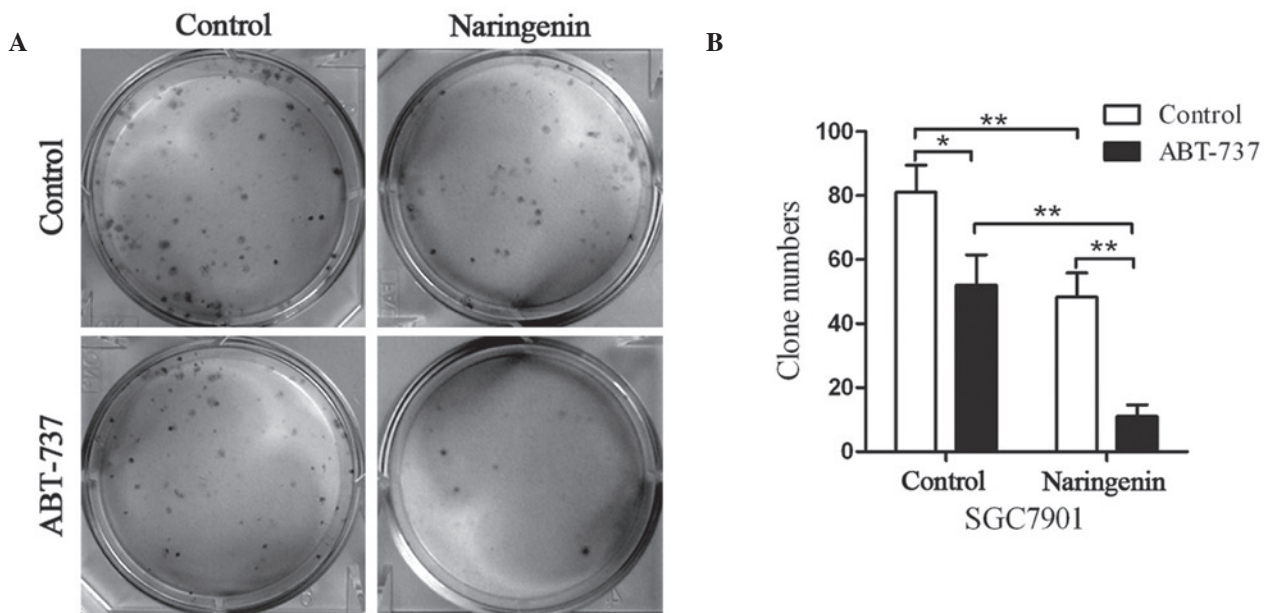 A
Control
Naringenin
Control
ABT-737
B
Control
ABT-737
**
*
**
**
Clone numbers
100
80
60
40
20
0
Control
Naringenin
SGC7901